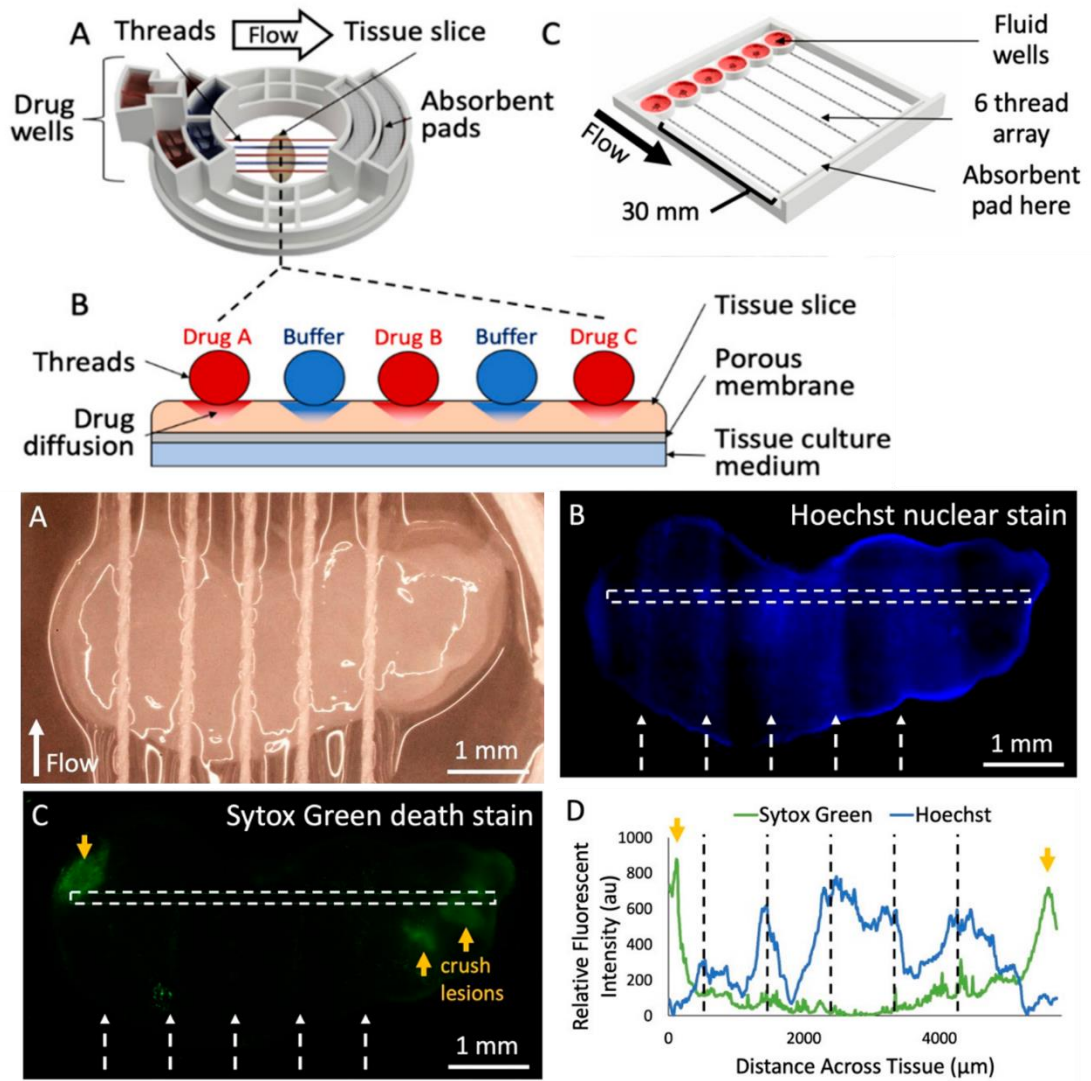 A
Threads
Flow
Tissue slice
Drug
wells
Absorbent
pads
C
Fluid
wells
6 thread
array
Absorbent
pad here
Flow
30 mm
B
Drug A
Buffer
Drug B
Buffer
Drug C
Threads
Drug
diffusion
Tissue slice
Porous
membrane
Tissue culture
medium
A
Flow
1 mm
B
Hoechst nuclear stain
1 mm
C
Sytox Green death stain
crush
lesions
1 mm
D
Sytox Green
Hoechst
Relative Fluorescent
Intensity (au)
1000
800
600
400
200
0
0
2000
4000
Distance Across Tissue (μm)